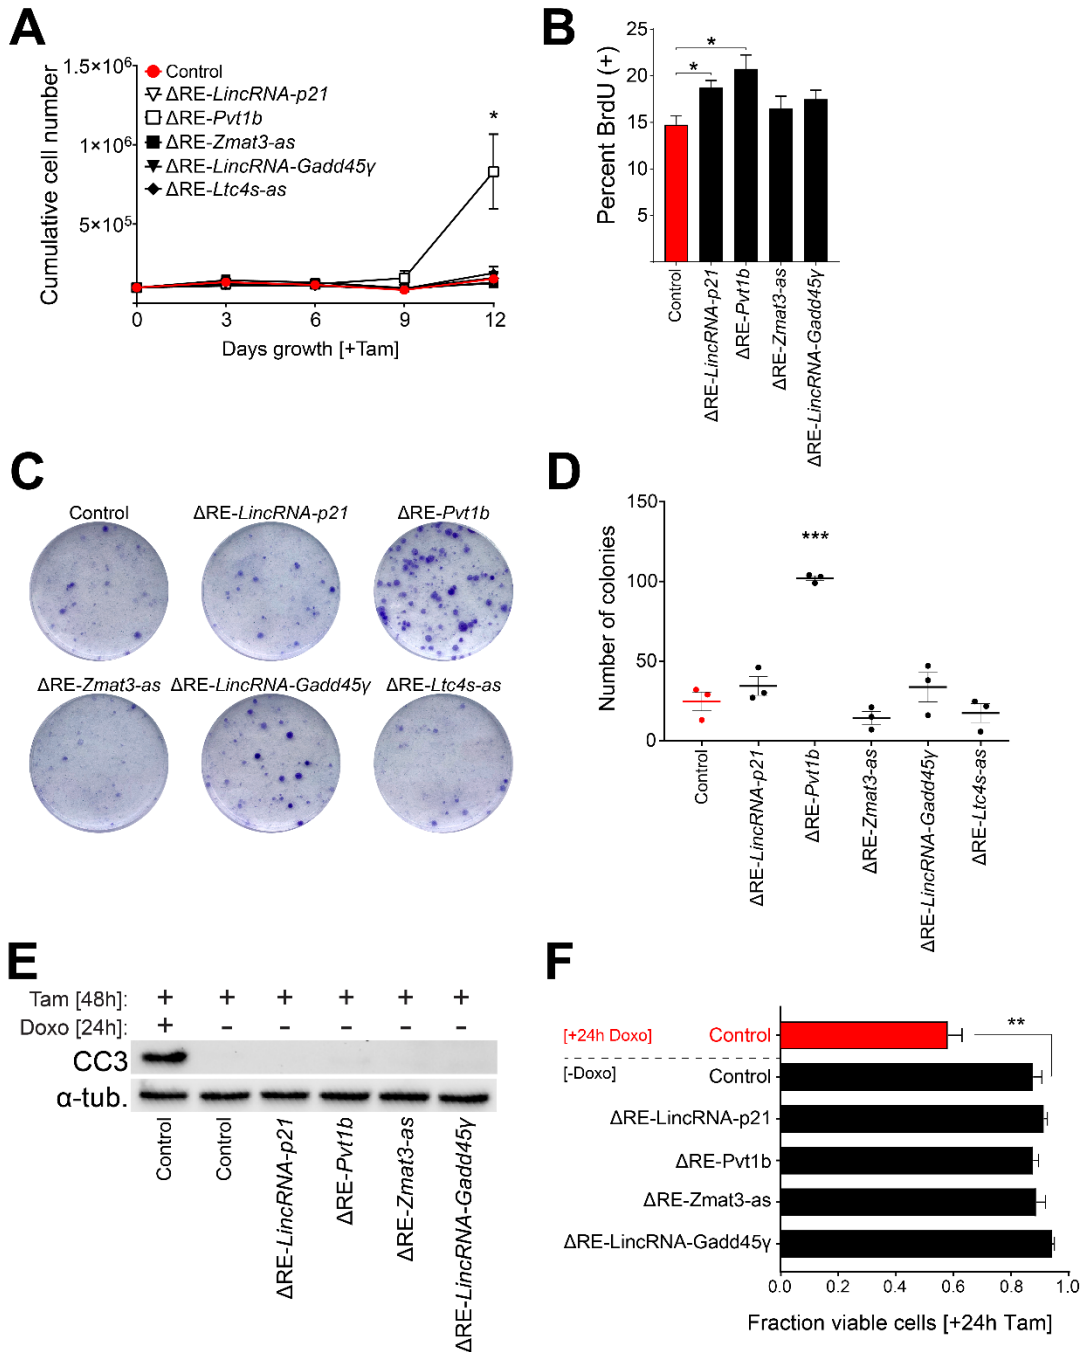 A
Cumulative cell number
1.5×10⁶
1×10⁶
5×10⁵
Control
ΔRE-LincRNA-p21
ΔRE-Pvt1b
ΔRE-Zmat3-as
ΔRE-LincRNA-Gadd45γ
ΔRE-Ltc4s-as
*
0 3 6 9 12
Days growth [+Tam]
B
Percent BrdU (+)
25
20
15
10
5
*
*
Control
ΔRE-LincRNA-p21
ΔRE-Pvt1b
ΔRE-Zmat3-as
ΔRE-LincRNA-Gadd45γ
C
Control ΔRE-LincRNA-p21 ΔRE-Pvt1b
ΔRE-Zmat3-as ΔRE-LincRNA-Gadd45γ ΔRE-Ltc4s-as
D
Number of colonies
150
100
50
0
***
Control
ΔRE-LincRNA-p21
ΔRE-Pvt1b
ΔRE-Zmat3-as
ΔRE-LincRNA-Gadd45γ
ΔRE-Ltc4s-as
E
Tam [48h]: + + + + + +
Doxo [24h]: + − − − − −
CC3
α-tub.
Control
Control
ΔRE-LincRNA-p21
ΔRE-Pvt1b
ΔRE-Zmat3-as
ΔRE-LincRNA-Gadd45γ
F
[+24h Doxo] Control
**
[-Doxo] Control
ΔRE-LincRNA-p21
ΔRE-Pvt1b
ΔRE-Zmat3-as
ΔRE-LincRNA-Gadd45γ
0.0 0.2 0.4 0.6 0.8 1.0
Fraction viable cells [+24h Tam]